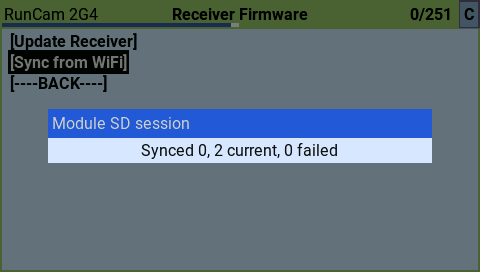 RunCam 2G4 Receiver Firmware 0/251 C
[Update Receiver]
[Sync from WiFi]
[----BACK----]
Module SD session
Synced 0, 2 current, 0 failed